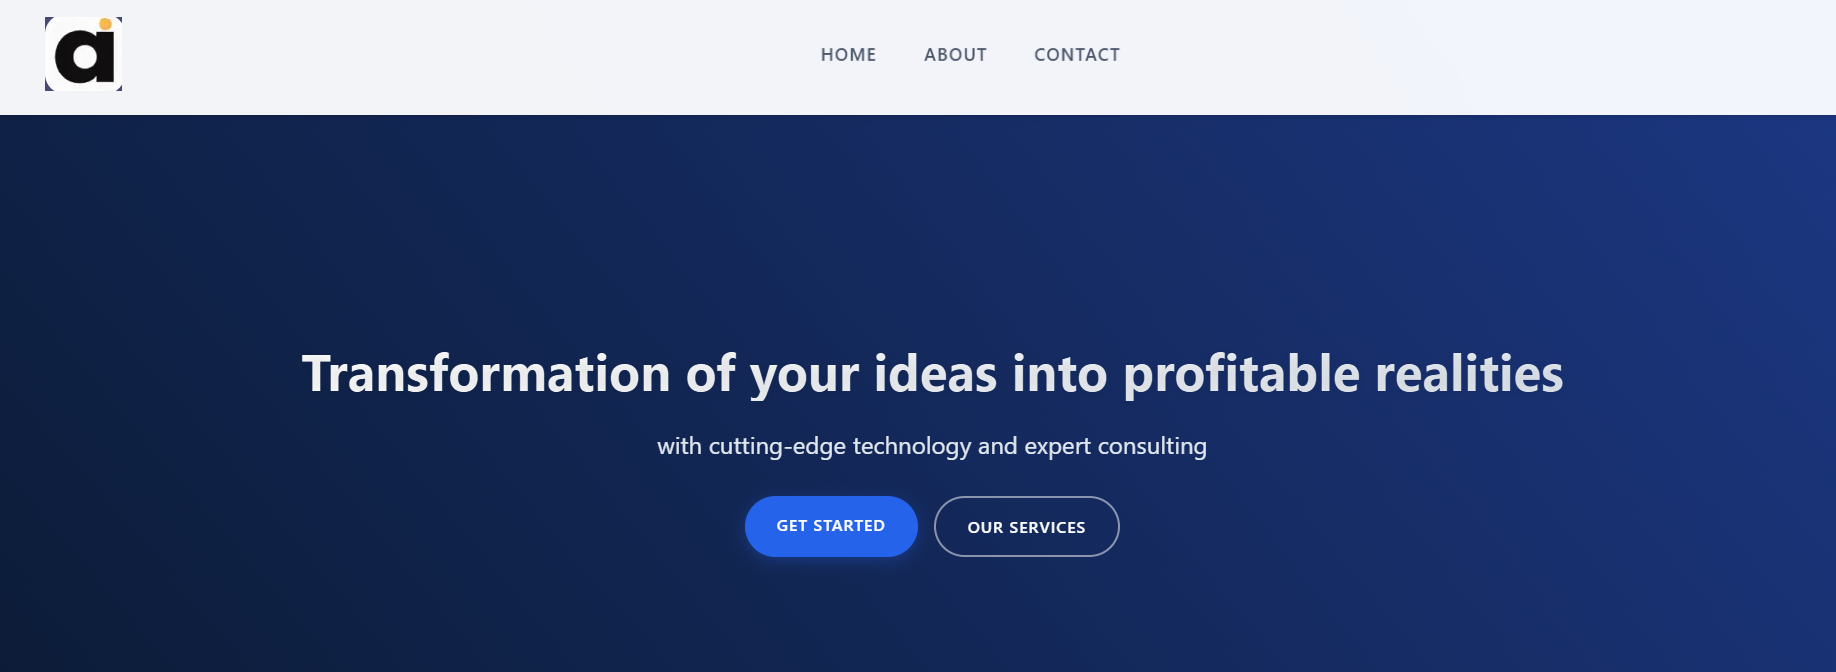 a
HOME ABOUT CONTACT
Transformation of your ideas into profitable realities
with cutting-edge technology and expert consulting
GET STARTED OUR SERVICES